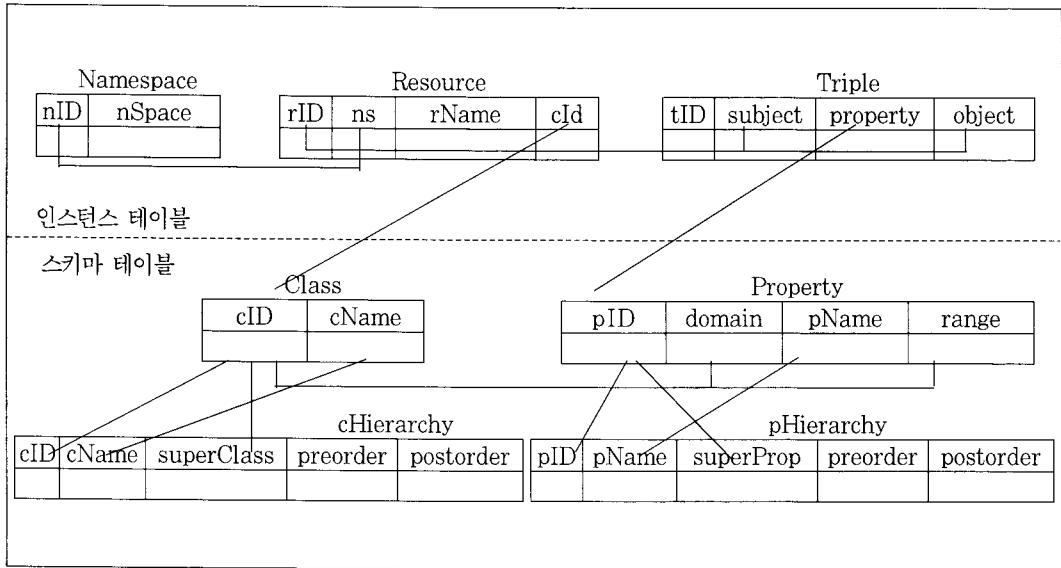 Namespace Resource Triple
nID nSpace rID ns rName cId tID subject property object
인스턴스 테이블
스키마 테이블
Class Property
cID cName pID domain pName range
cHierarchy pHierarchy
cID cName superClass preorder postorder pID pName superProp preorder postorder